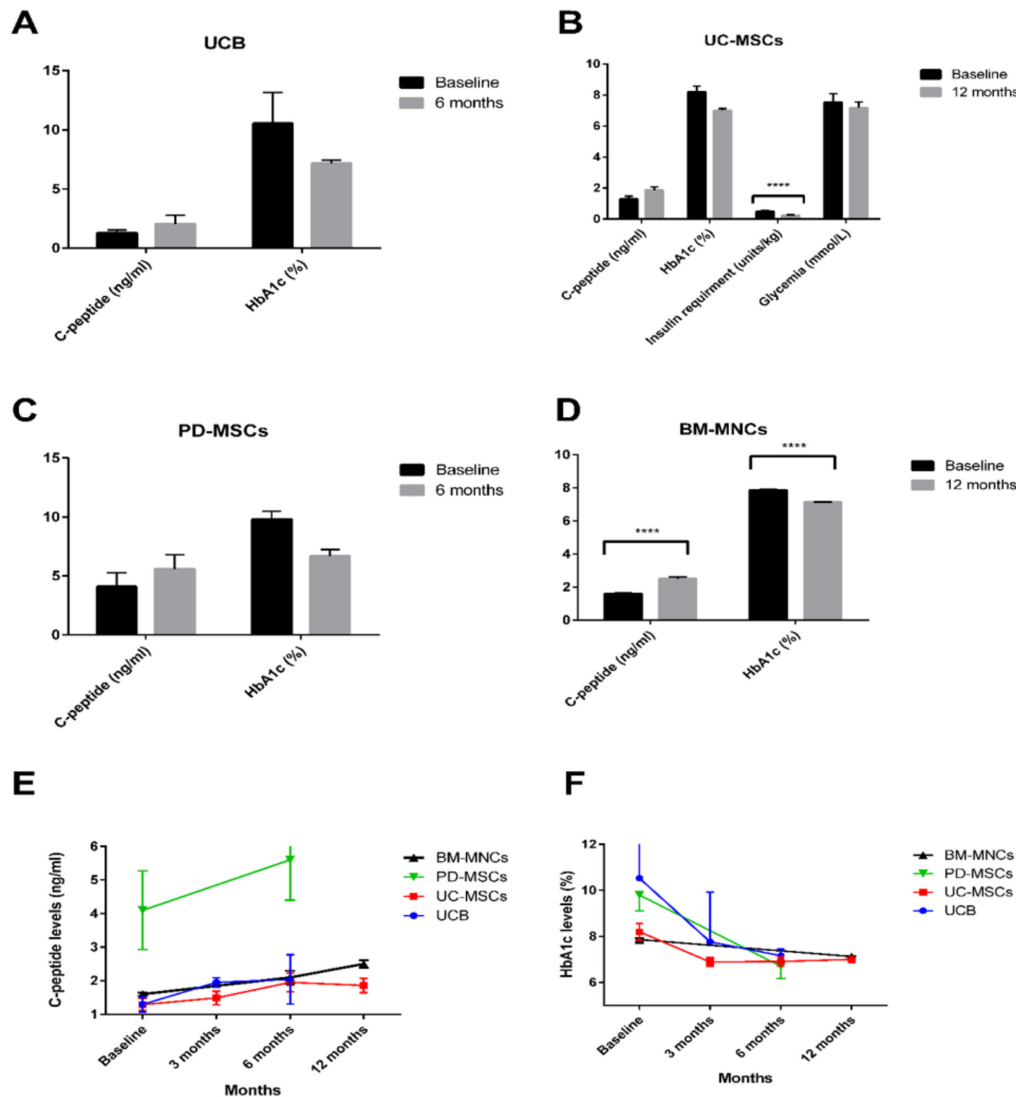 A
UCB
15
10
5
0
C-peptide (ng/ml)
HbA1c (%)
Baseline
6 months
B
UC-MSCs
8
6
4
2
0
****
C-peptide (ng/ml)
HbA1c (%)
Insulin requirment (units/kg)
Glycemia (mmol/L)
Baseline
12 months
C
PD-MSCs
15
10
5
0
C-peptide (ng/ml)
HbA1c (%)
Baseline
6 months
D
BM-MNCs
10
8
6
4
2
0
****
****
C-peptide (ng/ml)
HbA1c (%)
Baseline
12 months
E
C-peptide levels (ng/ml)
6
5
4
3
2
1
Baseline
3 months
6 months
12 months
Months
BM-MNCs
PD-MSCs
UC-MSCs
UCB
F
HbA1c levels (%)
12
10
8
6
Baseline
3 months
6 months
12 months
Months
BM-MNCs
PD-MSCs
UC-MSCs
UCB